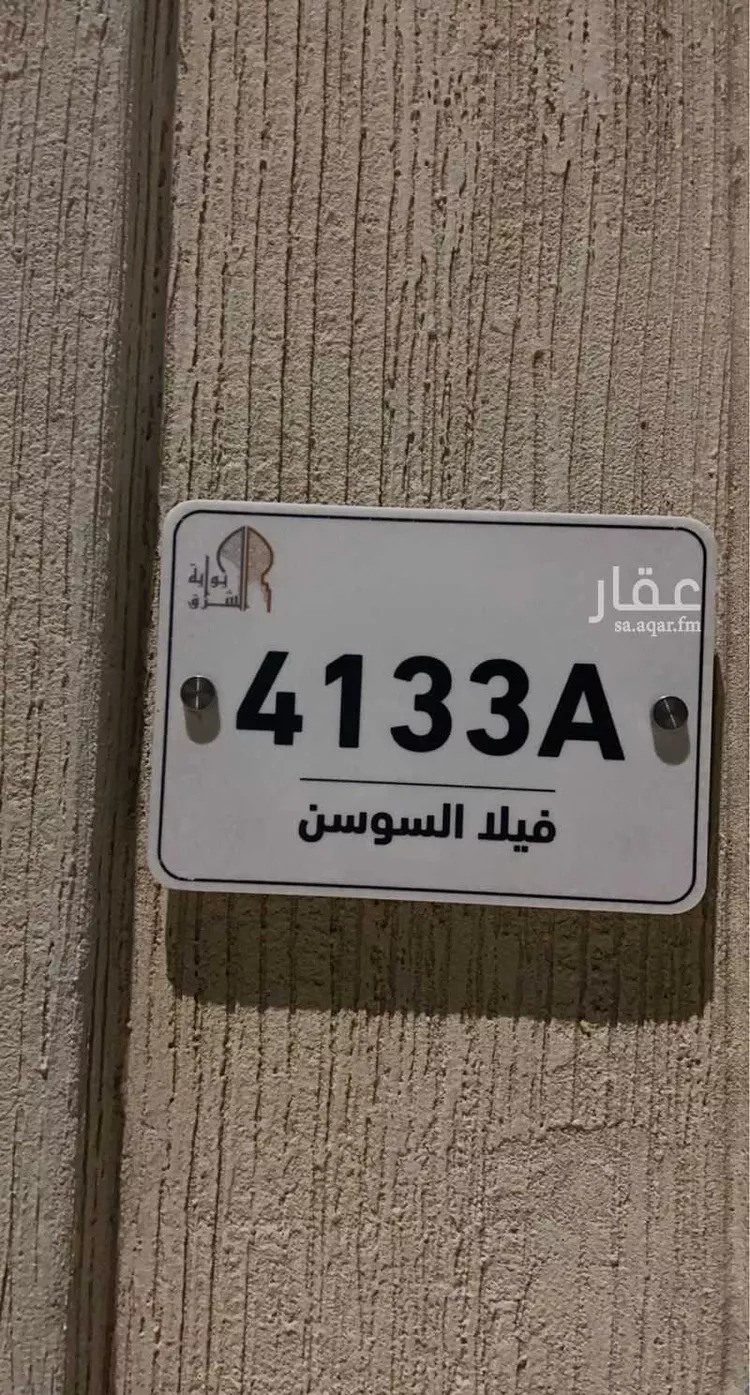 بوابة
الشرق
عقار
sa.aqar.fm
4133A
فيلا السوسن